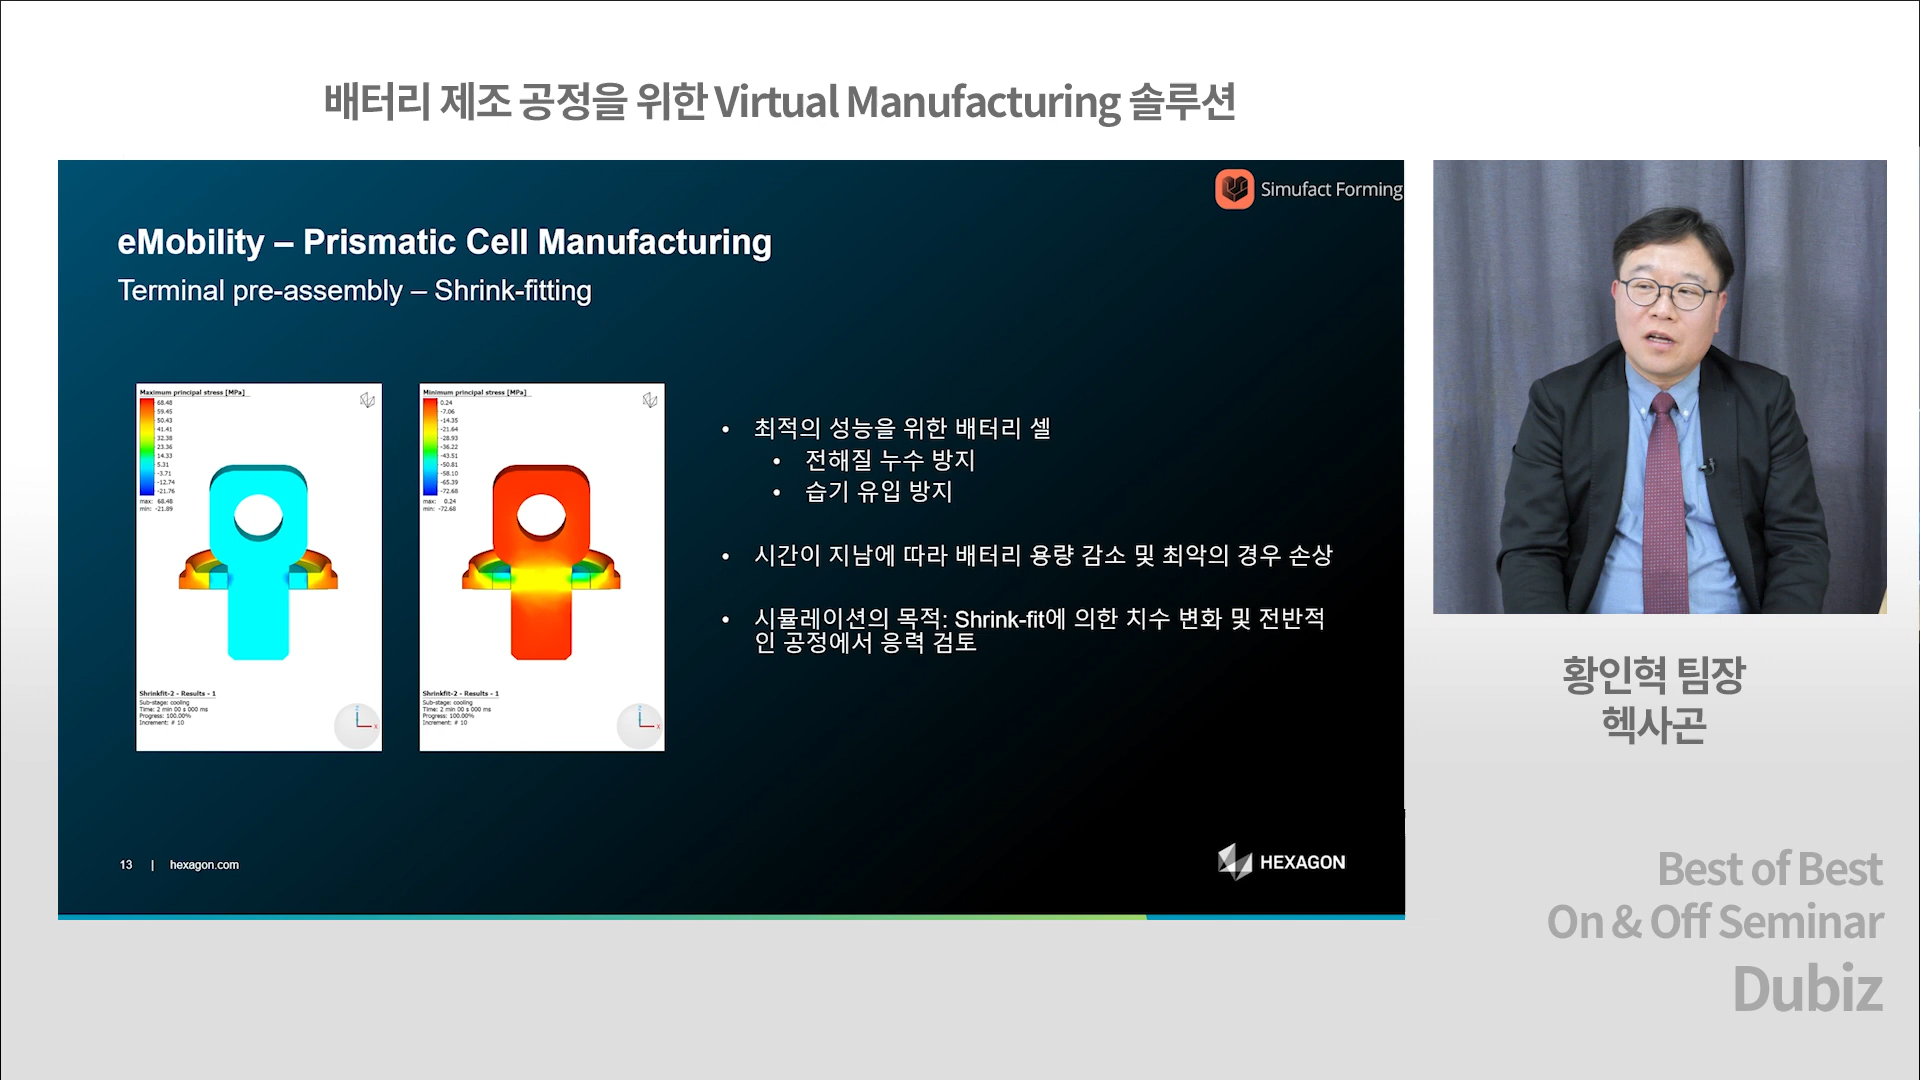 배터리 제조 공정을 위한 Virtual Manufacturing 솔루션
Simufact Forming
eMobility – Prismatic Cell Manufacturing
Terminal pre-assembly – Shrink-fitting
Maximum principal stress [MPa]
68.48
59.45
50.43
41.41
32.38
23.36
14.33
5.31
-3.71
-12.74
-21.76
max: 68.48
min: -21.89
Shrinkfit-2 - Results - 1
Sub-stage: cooling
Time: 2 min 00 s 000 ms
Progress: 100.00%
Increment: # 10
Z
X
Minimum principal stress [MPa]
0.24
-7.06
-14.35
-21.64
-28.93
-36.22
-43.51
-50.81
-58.10
-65.39
-72.68
max: 0.24
min: -72.68
Shrinkfit-2 - Results - 1
Sub-stage: cooling
Time: 2 min 00 s 000 ms
Progress: 100.00%
Increment: # 10
Z
X
• 최적의 성능을 위한 배터리 셀
• 전해질 누수 방지
• 습기 유입 방지
• 시간이 지남에 따라 배터리 용량 감소 및 최악의 경우 손상
• 시뮬레이션의 목적: Shrink-fit에 의한 치수 변화 및 전반적
인 공정에서 응력 검토
13 | hexagon.com
HEXAGON
황인혁 팀장
헥사곤
Best of Best
On & Off Seminar
Dubiz